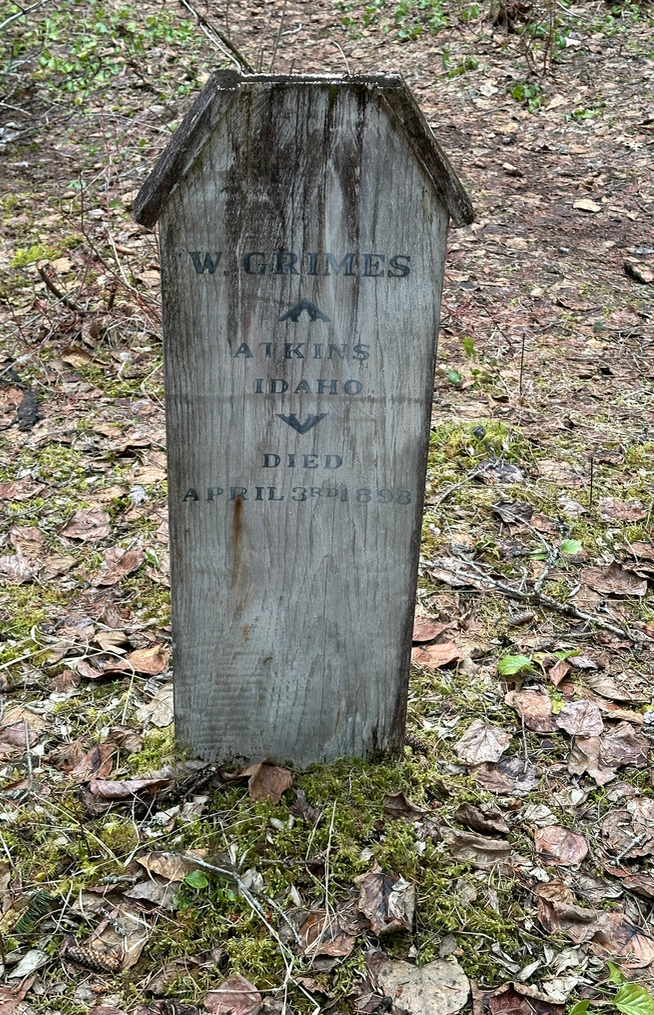 W. GRIMES
ATKINS
IDAHO
DIED
APRIL 3RD 1898